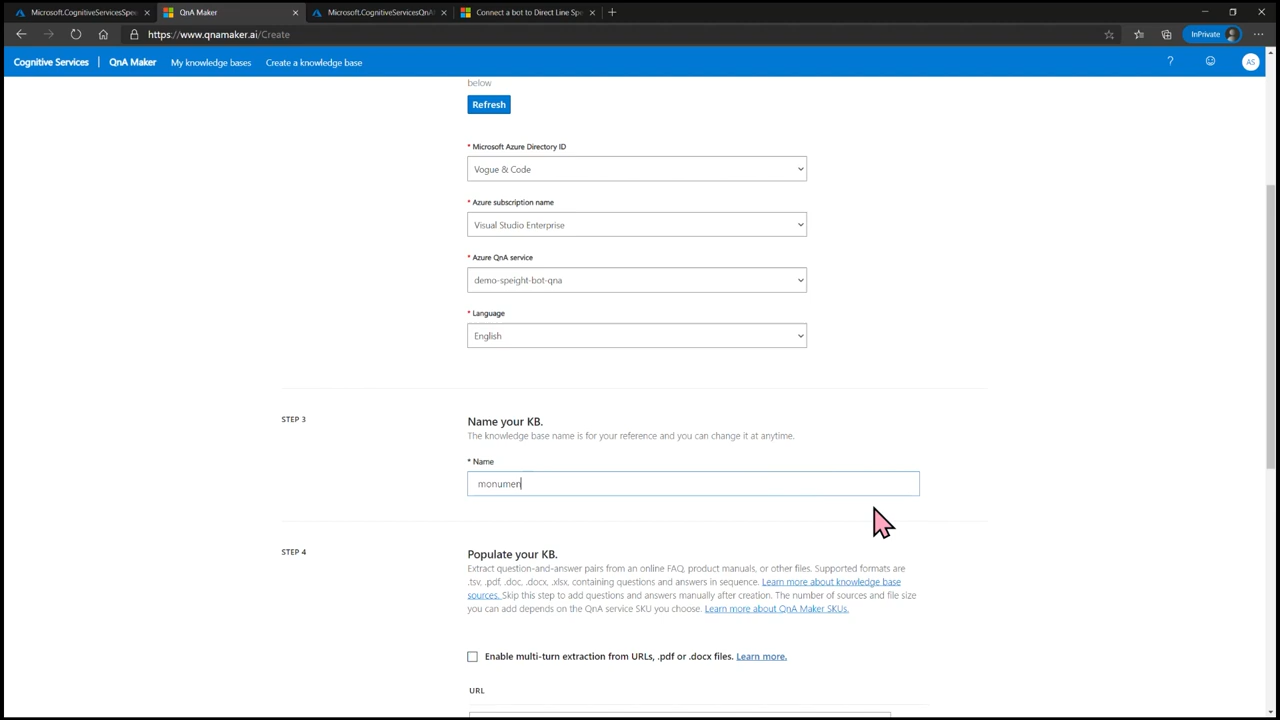 Microsoft.CognitiveServicesSpee
QnA Maker
Microsoft.CognitiveServicesQnAM
Connect a bot to Direct Line Spe
https://www.qnamaker.ai/Create
InPrivate
Cognitive Services
QnA Maker
My knowledge bases
Create a knowledge base
?
AS
below
Refresh
* Microsoft Azure Directory ID
Vogue & Code
* Azure subscription name
Visual Studio Enterprise
* Azure QnA service
demo-speight-bot-qna
* Language
English
STEP 3
Name your KB.
The knowledge base name is for your reference and you can change it at anytime.
* Name
monumen
STEP 4
Populate your KB.
Extract question-and-answer pairs from an online FAQ, product manuals, or other files. Supported formats are
.tsv, .pdf, .doc, .docx, .xlsx, containing questions and answers in sequence. Learn more about knowledge base
sources. Skip this step to add questions and answers manually after creation. The number of sources and file size
you can add depends on the QnA service SKU you choose. Learn more about QnA Maker SKUs.
Enable multi-turn extraction from URLs, .pdf or .docx files. Learn more.
URL